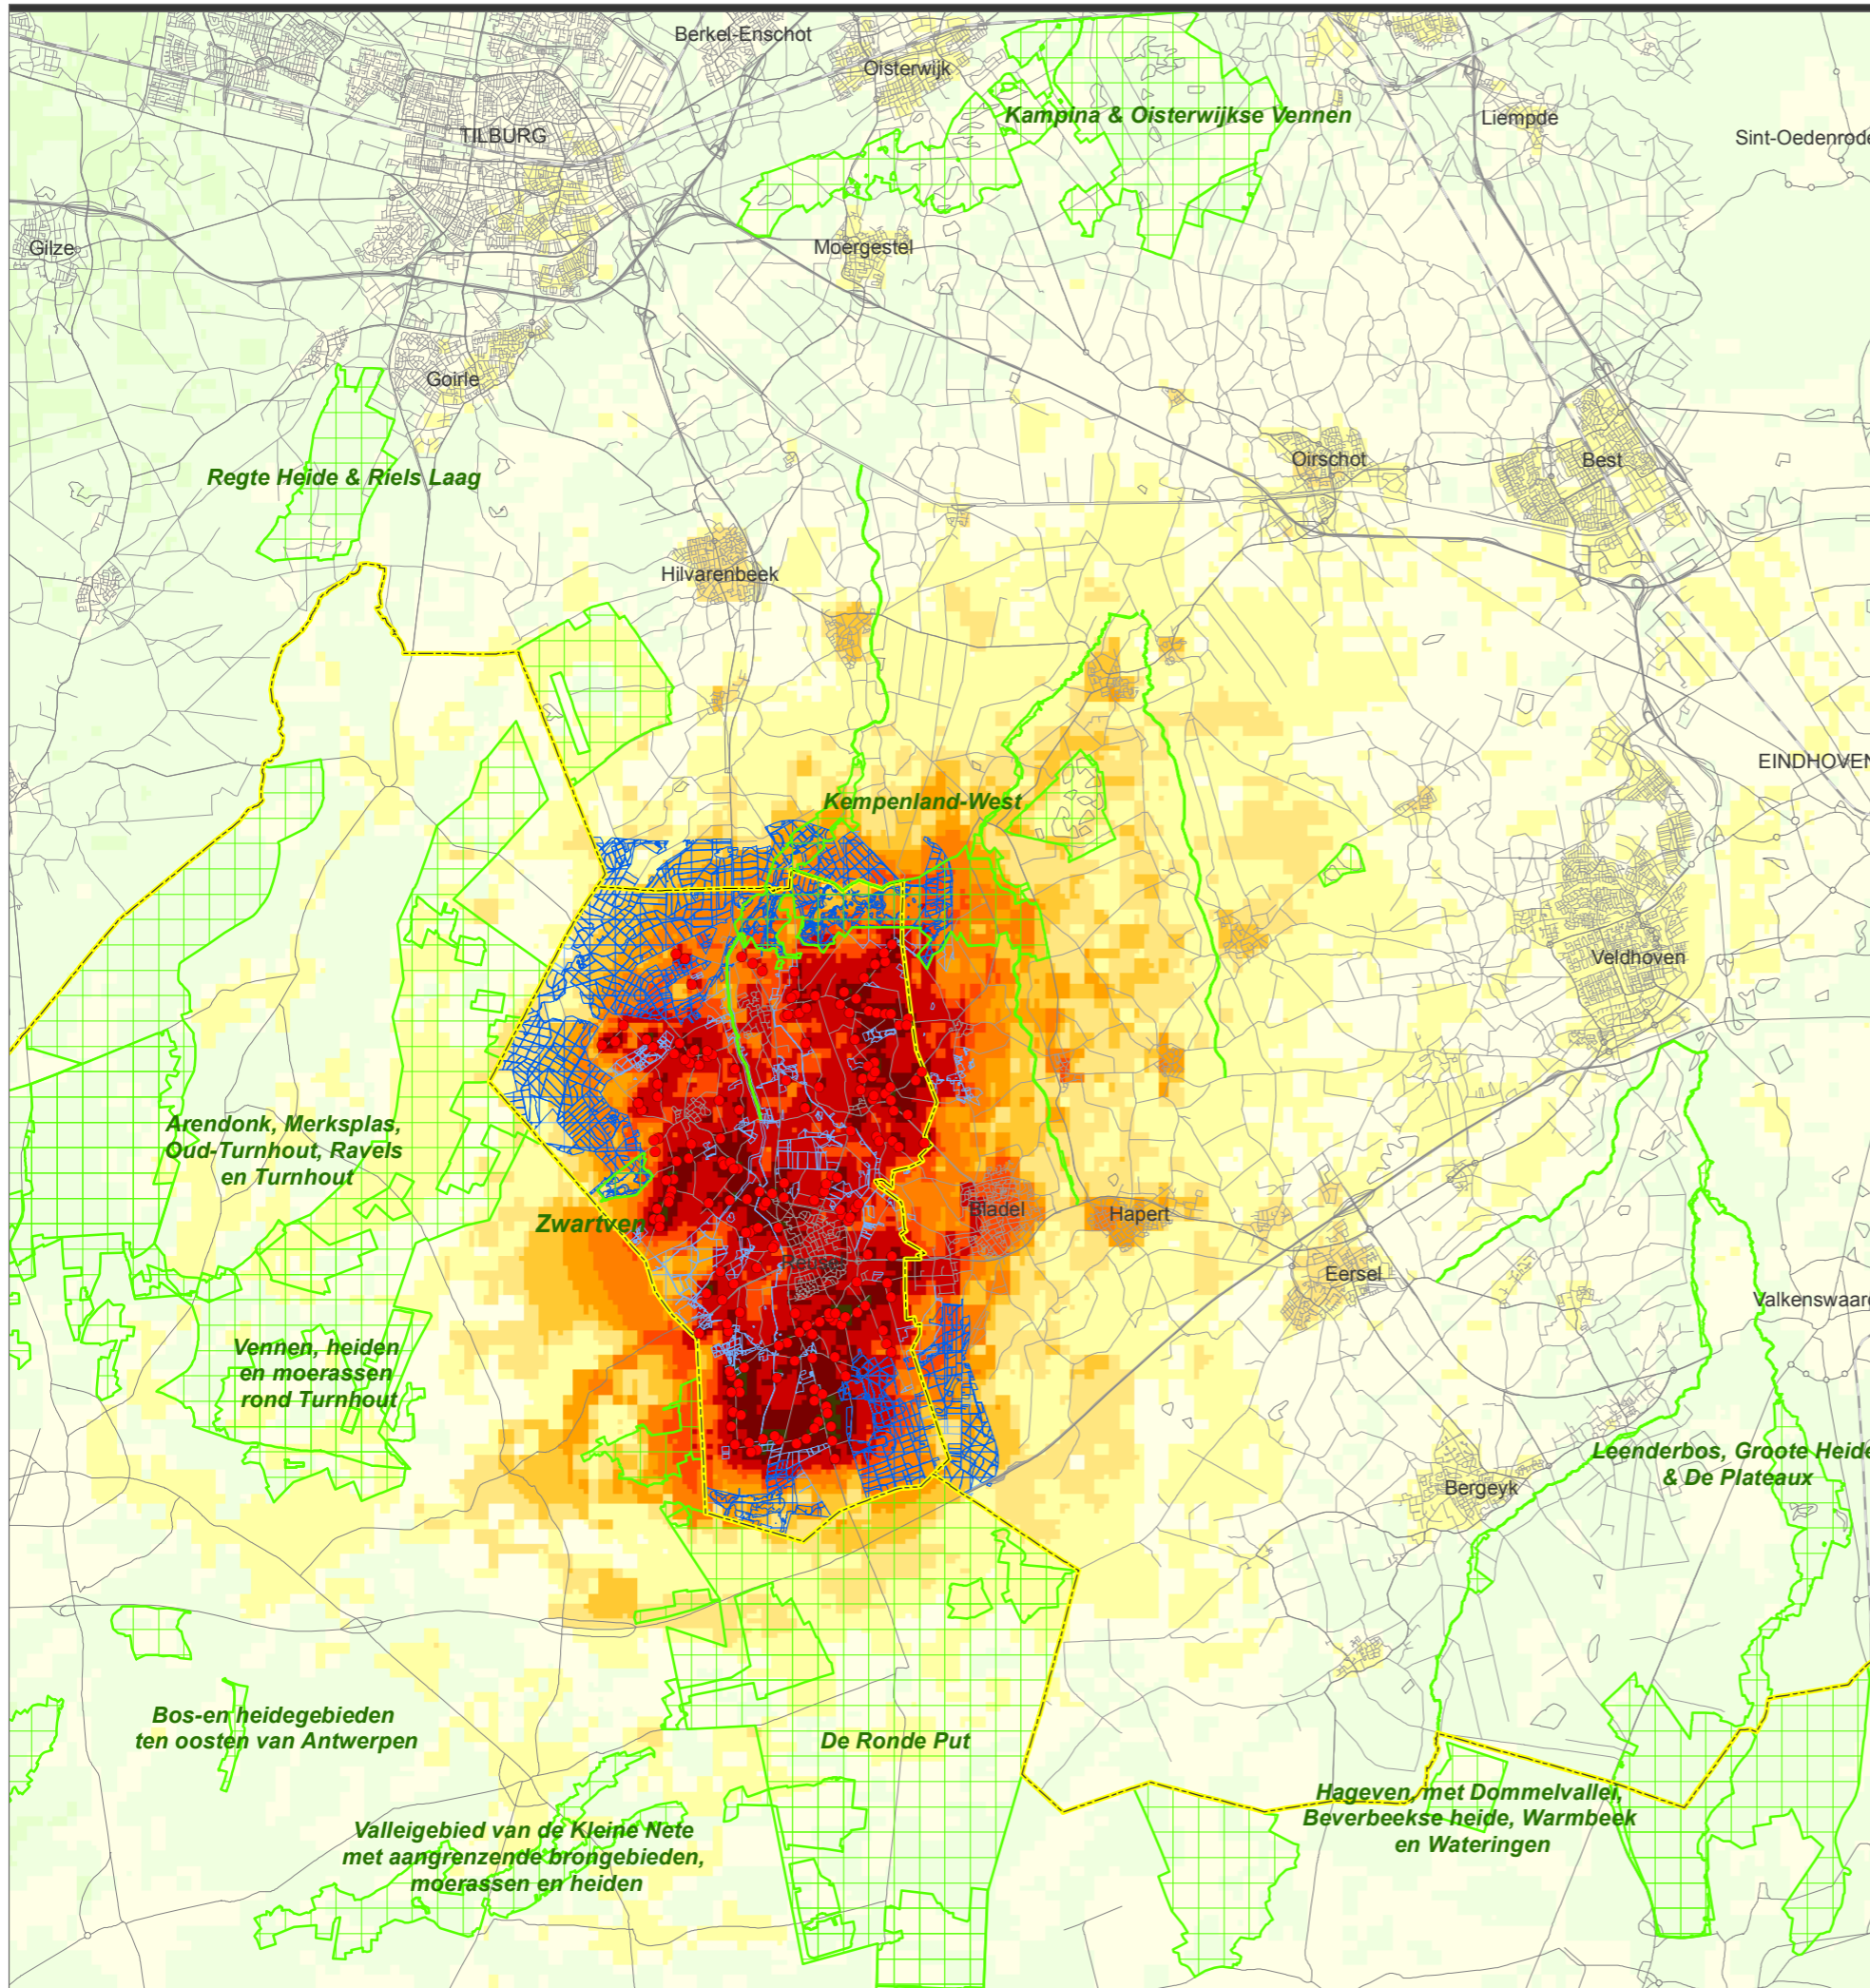 Berkel-Enschot
Oisterwijk
Kampina & Oisterwijkse Vennen
Liempde
TILBURG
Sint-Oedenrode
Gilze
Moergestel
Goirle
Regte Heide & Riels Laag
Oirschot
Best
Hilvarenbeek
EINDHOVEN
Kempenland-West
Veldhoven
Arendonk, Merksplas,
Oud-Turnhout, Ravels
en Turnhout
Zwartven
Bladel
Hapert
Eersel
Valkenswaard
Vennen, heiden
en moerassen
rond Turnhout
Leenderbos, Groote Heide
& De Plateaux
Bergeyk
Bos-en heidegebieden
ten oosten van Antwerpen
De Ronde Put
Hageven, met Dommelvallei,
Beverbeekse heide, Warmbeek
en Wateringen
Valleigebied van de Kleine Nete
met aangrenzende brongebieden,
moerassen en heiden